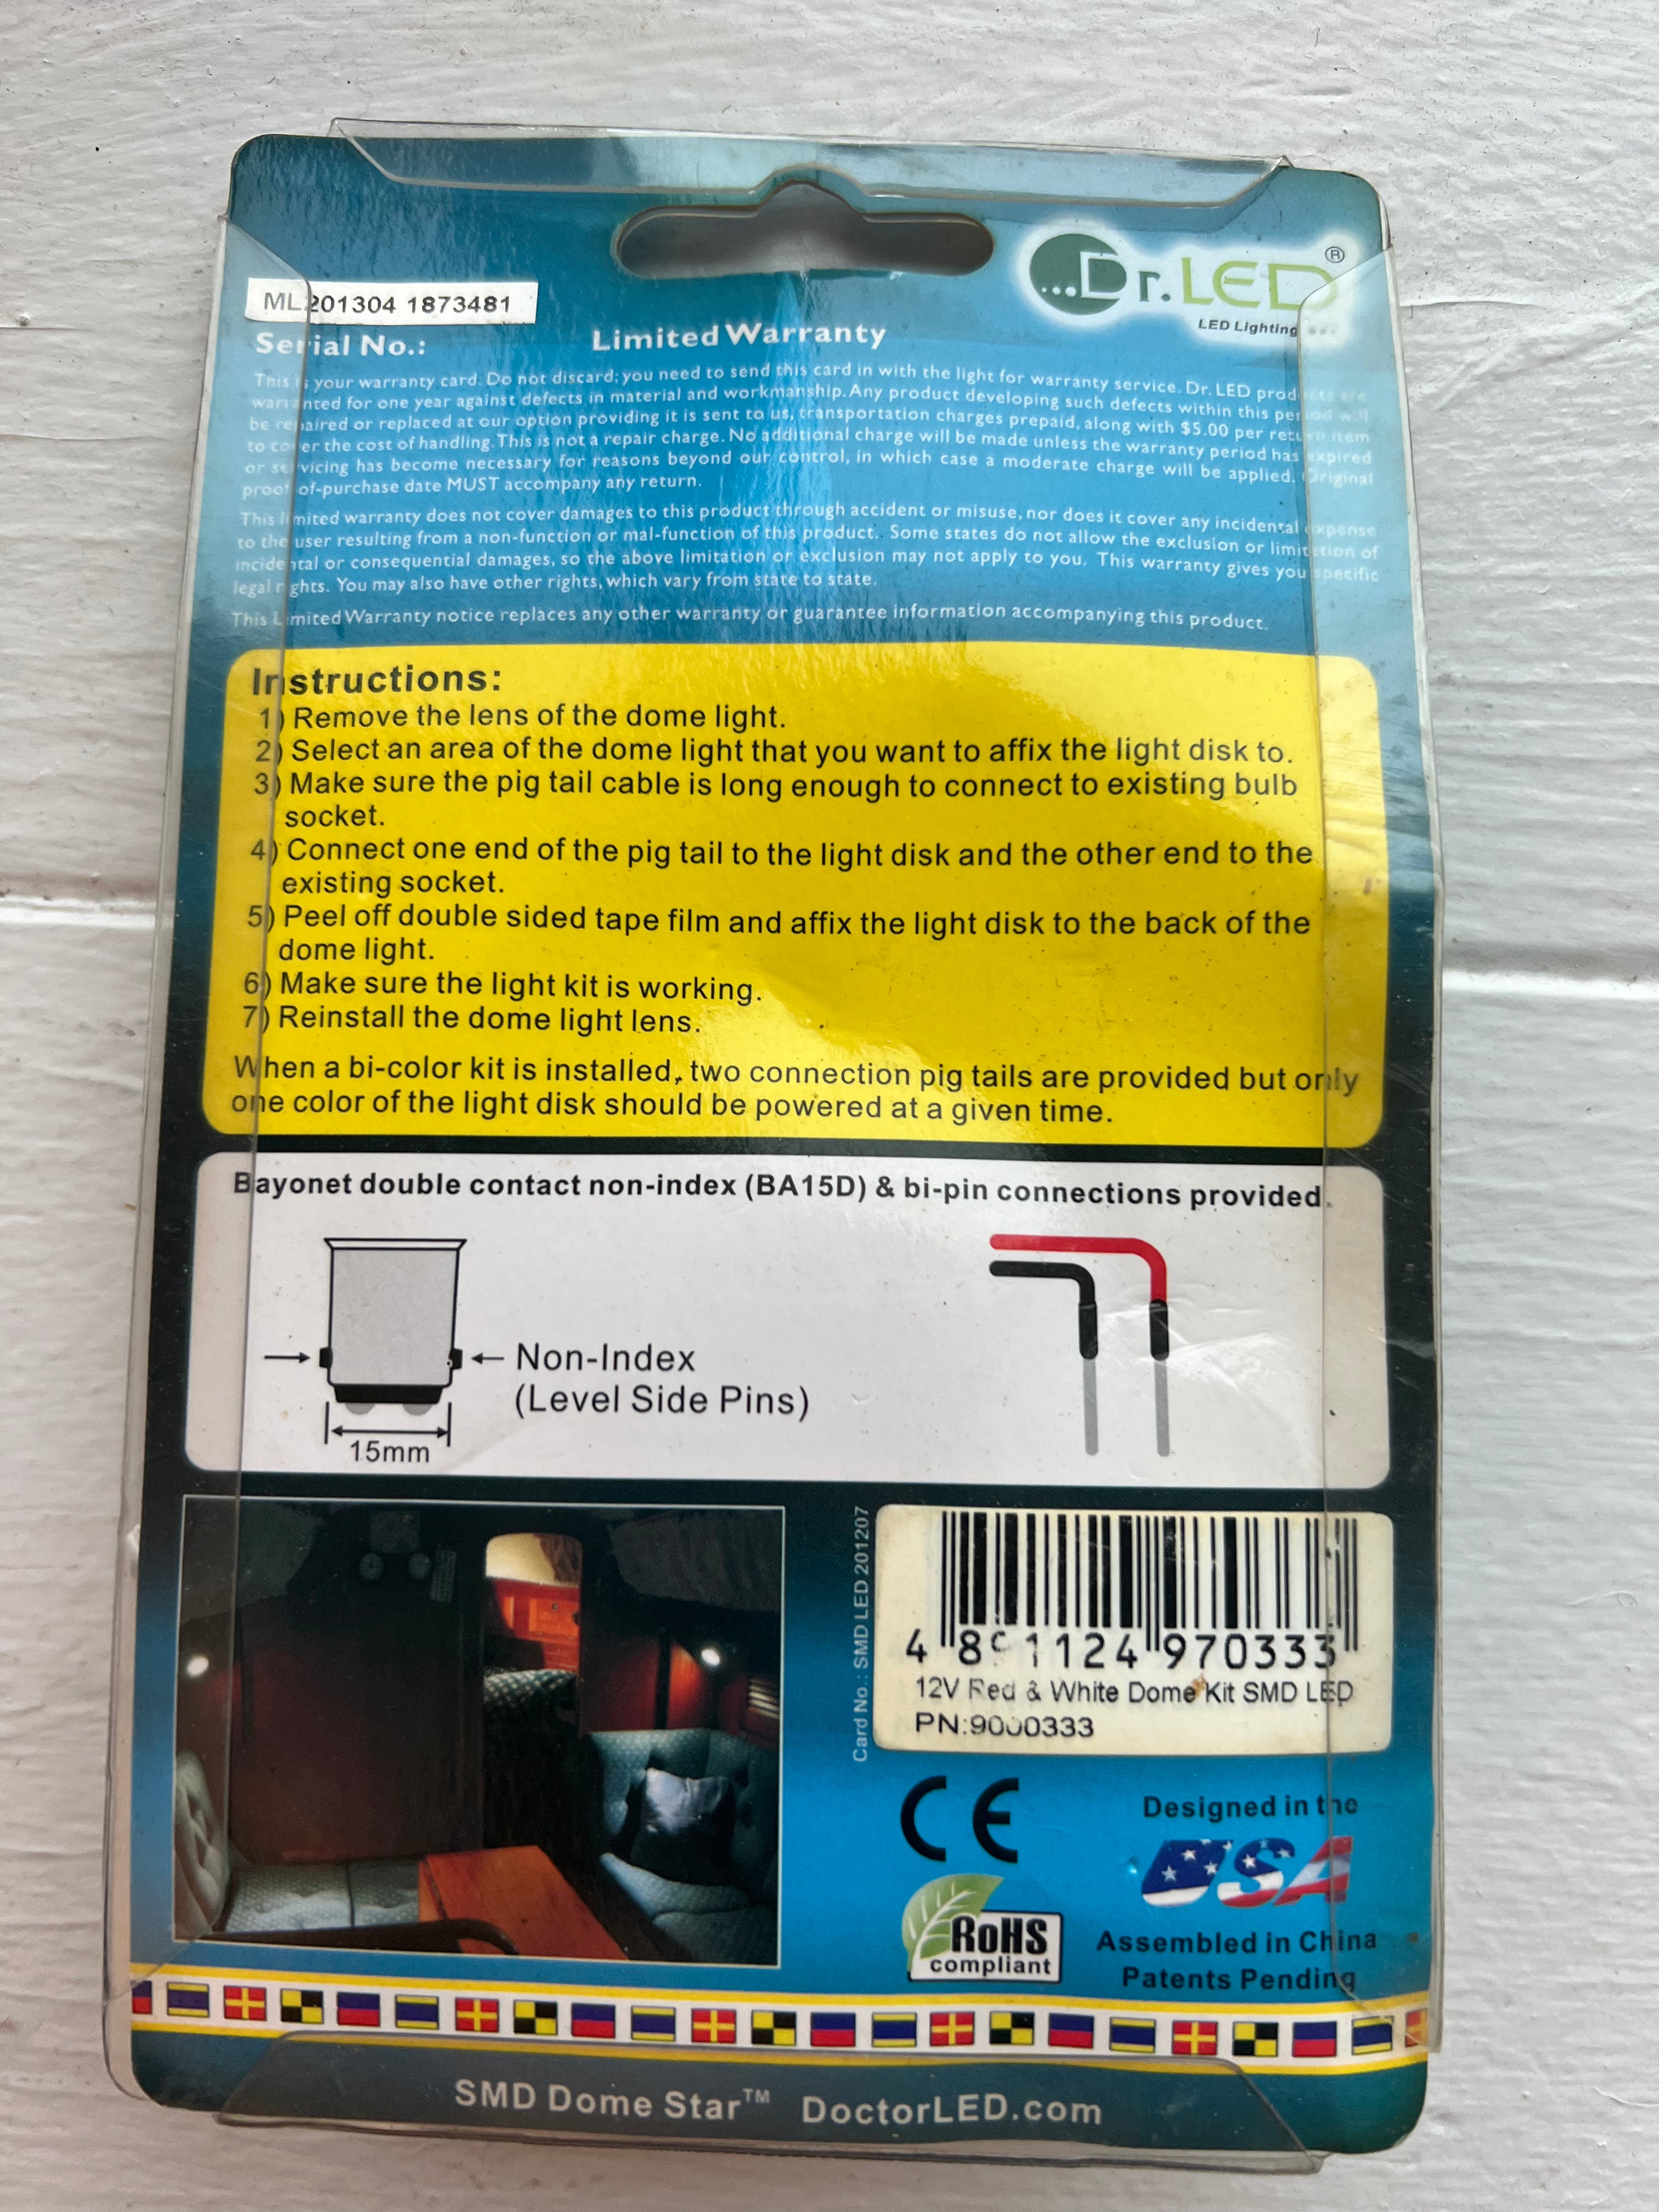 ...Dr.LED®
LED Lighting...
ML201304 1873481
Serial No.:
Limited Warranty
This is your warranty card. Do not discard; you need to send this card in with the light for warranty service. Dr. LED products are
warranted for one year against defects in material and workmanship. Any product developing such defects within this period will
be repaired or replaced at our option providing it is sent to us, transportation charges prepaid, along with $5.00 per return item
to cover the cost of handling. This is not a repair charge. No additional charge will be made unless the warranty period has expired
or servicing has become necessary for reasons beyond our control, in which case a moderate charge will be applied. Original
proof-of-purchase date MUST accompany any return.
This limited warranty does not cover damages to this product through accident or misuse, nor does it cover any incidental expense
to the user resulting from a non-function or mal-function of this product. Some states do not allow the exclusion or limitation of
incidental or consequential damages, so the above limitation or exclusion may not apply to you. This warranty gives you specific
legal rights. You may also have other rights, which vary from state to state.
This Limited Warranty notice replaces any other warranty or guarantee information accompanying this product.
Instructions:
1) Remove the lens of the dome light.
2) Select an area of the dome light that you want to affix the light disk to.
3) Make sure the pig tail cable is long enough to connect to existing bulb
socket.
4) Connect one end of the pig tail to the light disk and the other end to the
existing socket.
5) Peel off double sided tape film and affix the light disk to the back of the
dome light.
6) Make sure the light kit is working.
7) Reinstall the dome light lens.
When a bi-color kit is installed, two connection pig tails are provided but only
one color of the light disk should be powered at a given time.
Bayonet double contact non-index (BA15D) & bi-pin connections provided.
Non-Index
(Level Side Pins)
15mm
Card No.: SMD LED 201207
4 8 1124 970333
12V Red & White Dome Kit SMD LED
PN:9000333
CE
RoHS
compliant
Designed in the
USA
Assembled in China
Patents Pending
SMD Dome Star™ DoctorLED.com